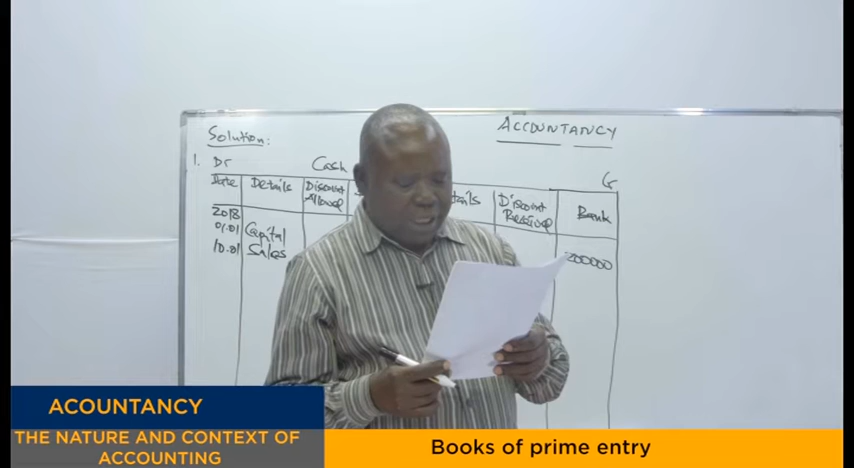 ACCOUNTANCY
Solution:
1. Dr Cash Cr
Date Details Discount Allowed Discount Received Bank
2018
01.01 Capital
10.01 Sales 200000
ACOUNTANCY
THE NATURE AND CONTEXT OF
ACCOUNTING
Books of prime entry